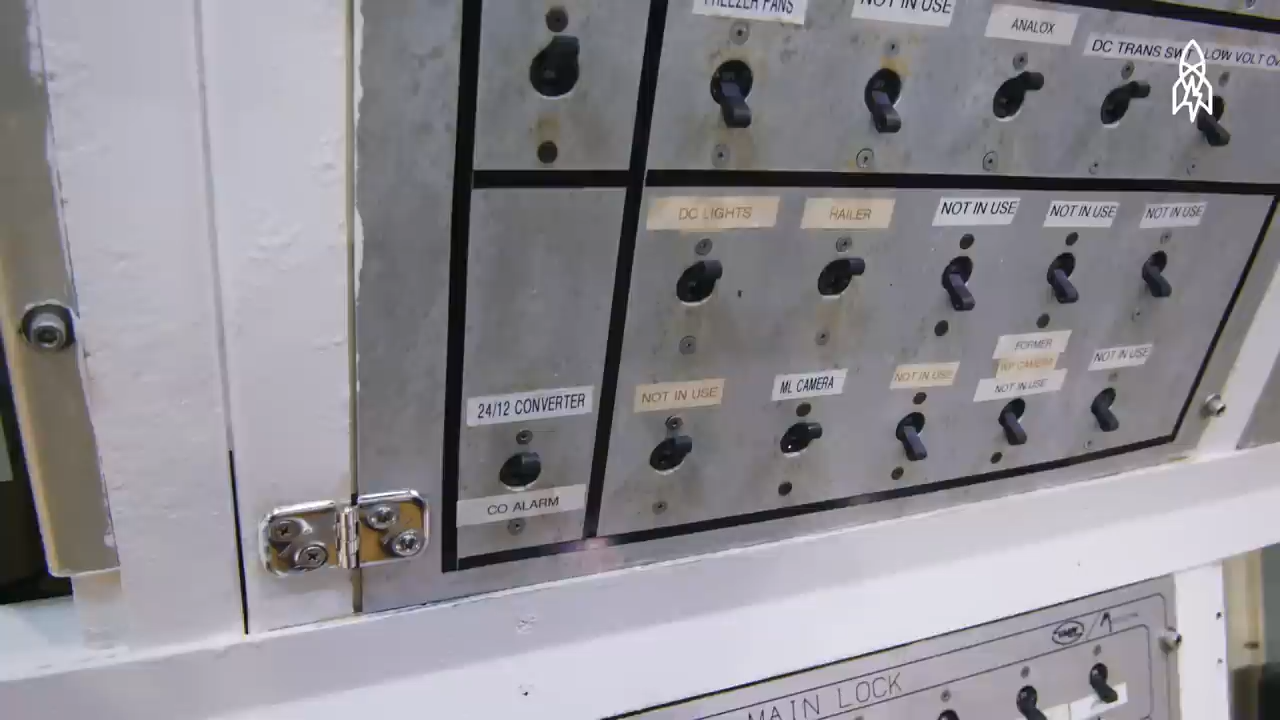 FREEZER FANS
NOT IN USE
ANALOX
DC TRANS SW
LOW VOLT
DC LIGHTS
HAILER
NOT IN USE
NOT IN USE
NOT IN USE
24/12 CONVERTER
NOT IN USE
ML CAMERA
NOT IN USE
FORMER
WP CAMERA
NOT IN USE
NOT IN USE
CO ALARM
MAIN LOCK